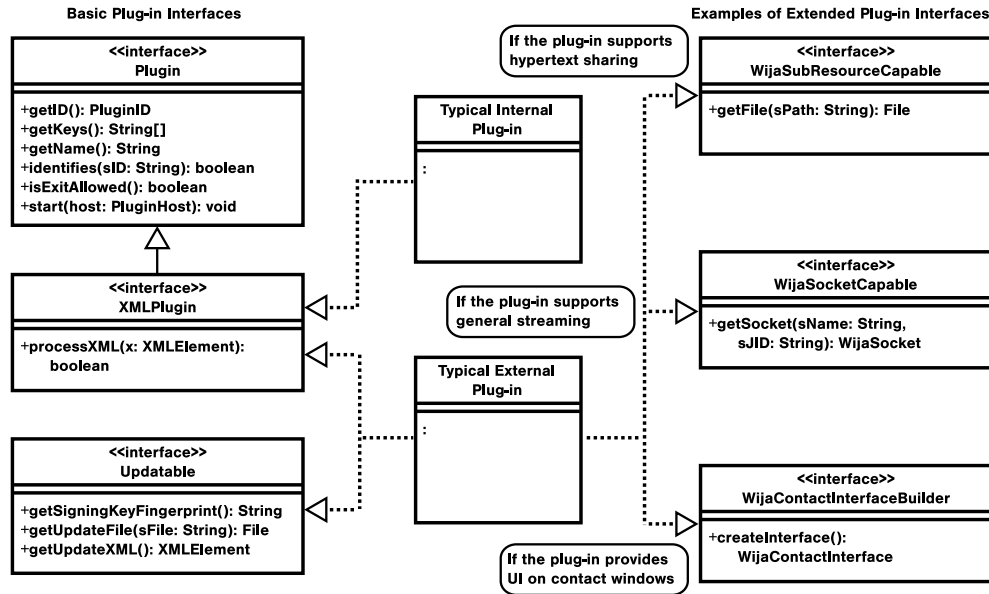 Basic Plug-in Interfaces
<<interface>>
Plugin
+getID(): PluginID
+getKeys(): String[]
+getName(): String
+identifies(sID: String): boolean
+isExitAllowed(): boolean
+start(host: PluginHost): void
<<interface>>
XMLPlugin
+processXML(x: XMLElement):
boolean
<<interface>>
Updatable
+getSigningKeyFingerprint(): String
+getUpdateFile(sFile: String): File
+getUpdateXML(): XMLElement
Typical Internal
Plug-in
:
Typical External
Plug-in
:
If the plug-in supports
hypertext sharing
If the plug-in supports
general streaming
If the plug-in provides
UI on contact windows
Examples of Extended Plug-in Interfaces
<<interface>>
WijaSubResourceCapable
+getFile(sPath: String): File
<<interface>>
WijaSocketCapable
+getSocket(sName: String,
sJID: String): WijaSocket
<<interface>>
WijaContactInterfaceBuilder
+createInterface():
WijaContactInterface